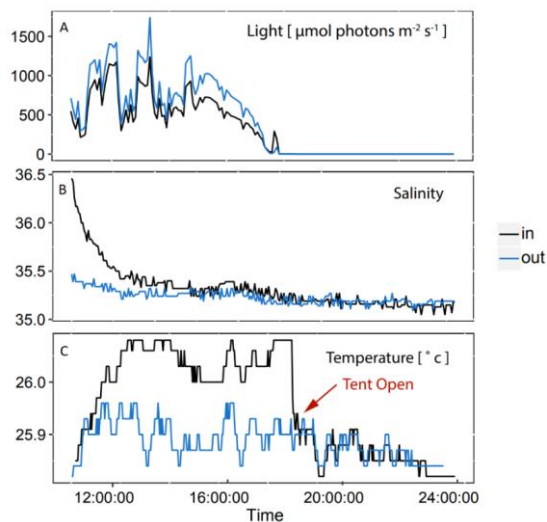 A
Light [ µmol photons m⁻² s⁻¹ ]
1500
1000
500
0
B
Salinity
36.5
36.0
35.5
35.0
in
out
C
Temperature [ ° c ]
Tent Open
26.0
25.9
12:00:00
16:00:00
20:00:00
24:00:00
Time